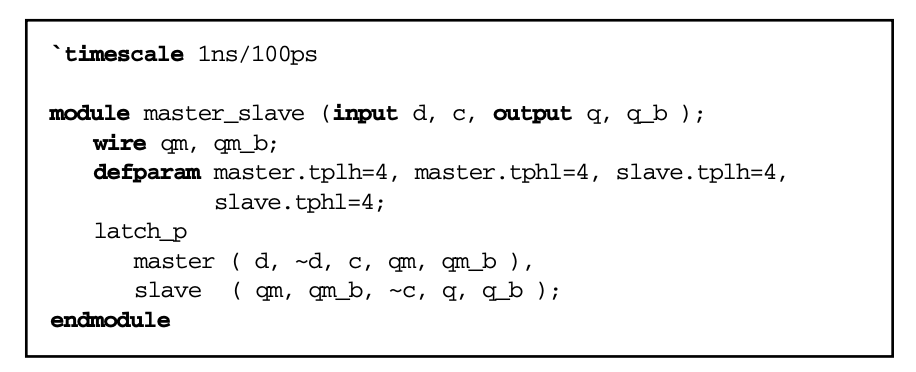 `timescale 1ns/100ps
module master_slave (input d, c, output q, q_b );
wire qm, qm_b;
defparam master.tplh=4, master.tphl=4, slave.tplh=4,
slave.tphl=4;
latch_p
master ( d, ~d, c, qm, qm_b ),
slave ( qm, qm_b, ~c, q, q_b );
endmodule